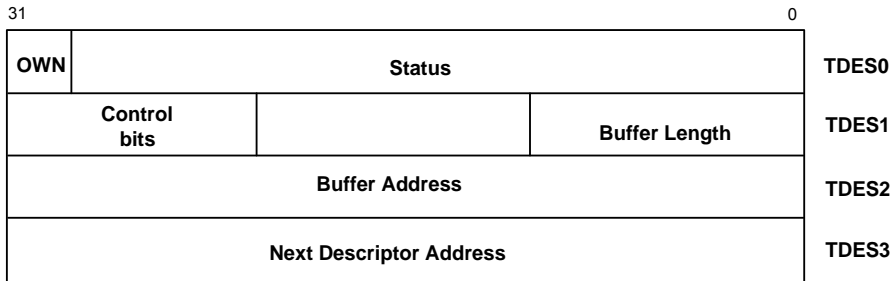 31 0
OWN Status TDES0
Control
bits Buffer Length TDES1
Buffer Address TDES2
Next Descriptor Address TDES3